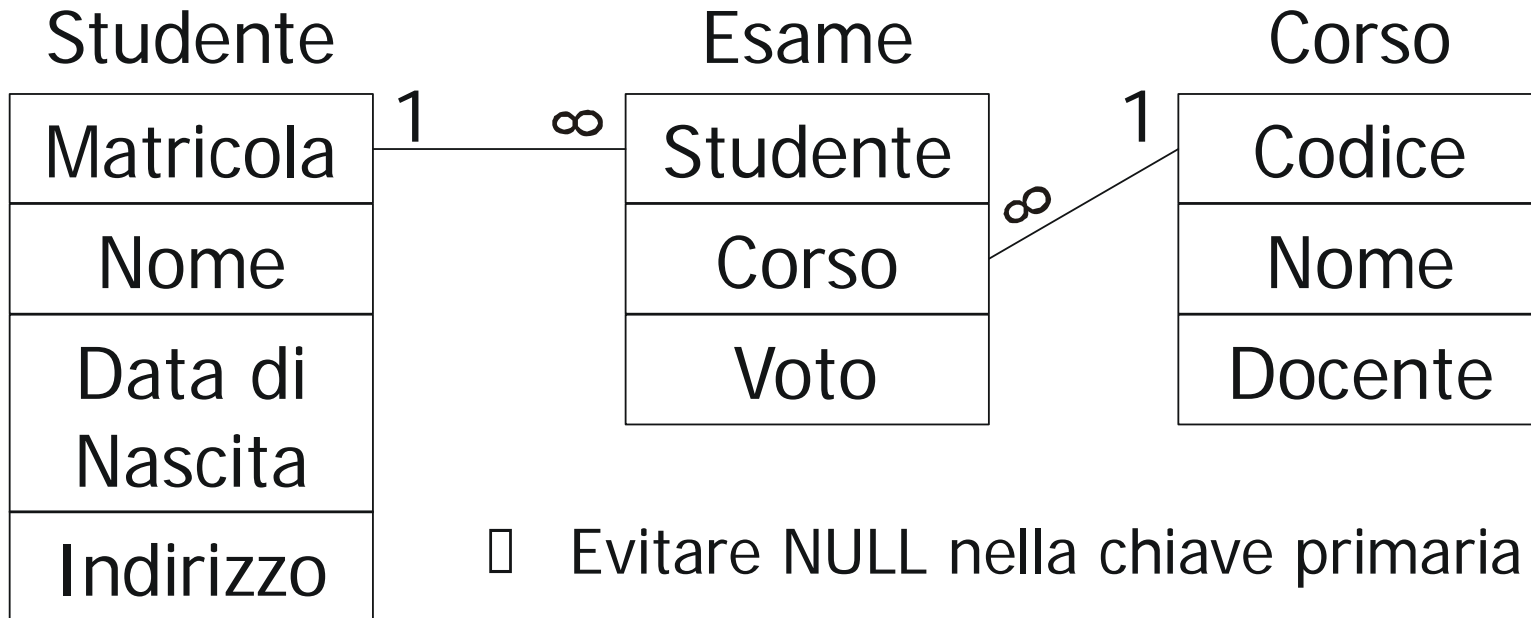 Studente
Esame
Corso
Matricola
Nome
Data di
Nascita
Indirizzo
1
∞
Studente
Corso
Voto
∞
1
Codice
Nome
Docente
Evitare NULL nella chiave primaria